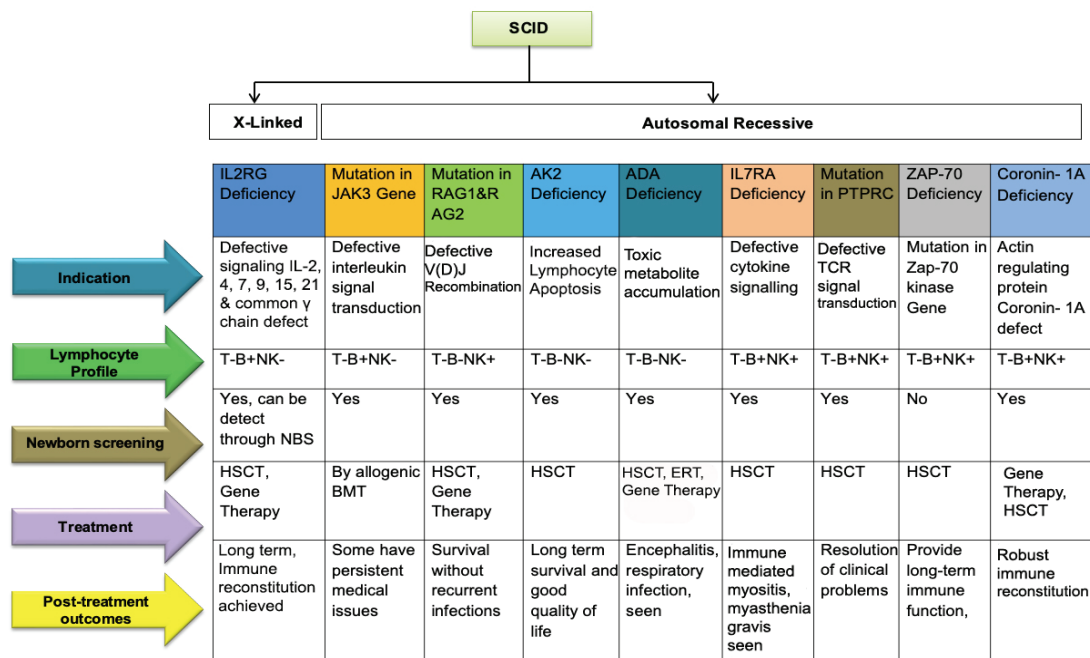 SCID
X-Linked
Autosomal Recessive
IL2RG
Deficiency
Mutation in
JAK3 Gene
Mutation in
RAG1&R
AG2
AK2
Deficiency
ADA
Deficiency
IL7RA
Deficiency
Mutation
in PTPRC
ZAP-70
Deficiency
Coronin- 1A
Deficiency
Indication
Defective
signaling IL-2,
4, 7, 9, 15, 21
& common γ
chain defect
Defective
interleukin
signal
transduction
Defective
V(D)J
Recombination
Increased
Lymphocyte
Apoptosis
Toxic
metabolite
accumulation
Defective
cytokine
signalling
Defective
TCR
signal
transduction
Mutation in
Zap-70
kinase
Gene
Actin
regulating
protein
Coronin- 1A
defect
Lymphocyte
Profile
T-B+NK-
T-B+NK-
T-B-NK+
T-B-NK-
T-B-NK-
T-B+NK+
T-B+NK+
T-B+NK+
T-B+NK+
Newborn screening
Yes, can be
detect
through NBS
Yes
Yes
Yes
Yes
Yes
Yes
No
Yes
Treatment
HSCT,
Gene
Therapy
By allogenic
BMT
HSCT,
Gene
Therapy
HSCT
HSCT, ERT,
Gene Therapy
HSCT
HSCT
HSCT
Gene
Therapy,
HSCT
Post-treatment
outcomes
Long term,
Immune
reconstitution
achieved
Some have
persistent
medical
issues
Survival
without
recurrent
infections
Long term
survival and
good
quality of
life
Encephalitis,
respiratory
infection,
seen
Immune
mediated
myositis,
myasthenia
gravis
seen
Resolution
of clinical
problems
Provide
long-term
immune
function,
Robust
immune
reconstitution